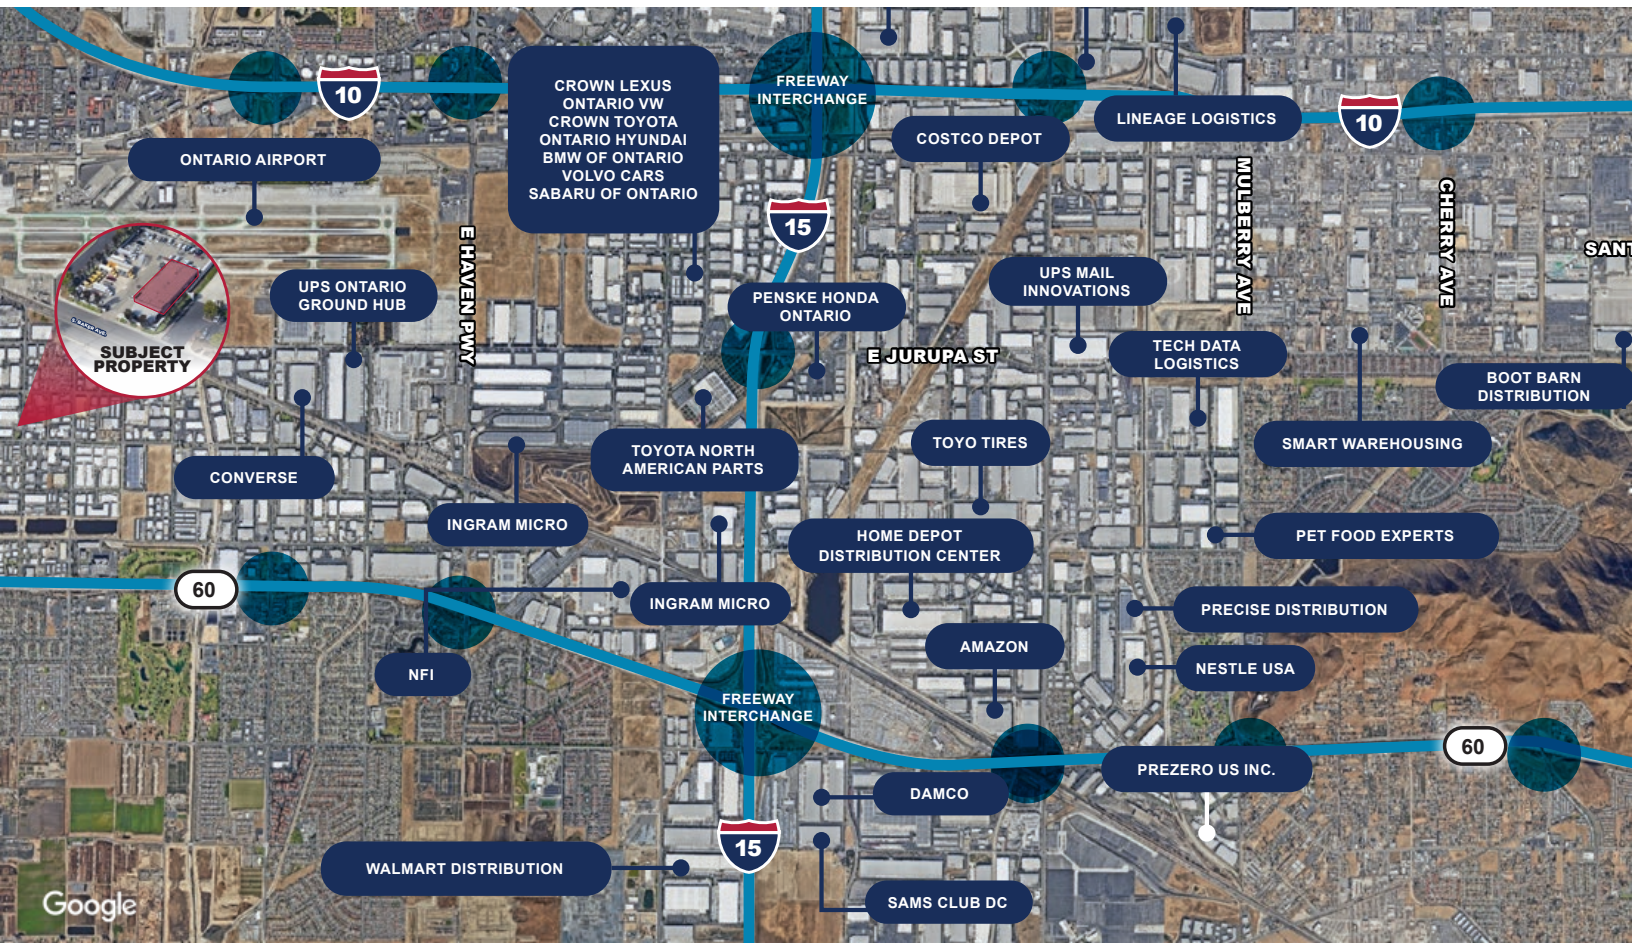 10
CROWN LEXUS
ONTARIO VW
CROWN TOYOTA
ONTARIO HYUNDAI
BMW OF ONTARIO
VOLVO CARS
SABARU OF ONTARIO
FREEWAY
INTERCHANGE
COSTCO DEPOT
LINEAGE LOGISTICS
10
ONTARIO AIRPORT
15
E HAVEN PWY
MULBERRY AVE
CHERRY AVE
SANT
UPS ONTARIO
GROUND HUB
PENSKE HONDA
ONTARIO
UPS MAIL
INNOVATIONS
SUBJECT
PROPERTY
E JURUPA ST
TECH DATA
LOGISTICS
BOOT BARN
DISTRIBUTION
CONVERSE
TOYOTA NORTH
AMERICAN PARTS
TOYO TIRES
SMART WAREHOUSING
INGRAM MICRO
HOME DEPOT
DISTRIBUTION CENTER
PET FOOD EXPERTS
60
INGRAM MICRO
PRECISE DISTRIBUTION
NFI
AMAZON
NESTLE USA
FREEWAY
INTERCHANGE
60
PREZERO US INC.
DAMCO
15
WALMART DISTRIBUTION
SAMS CLUB DC
Google